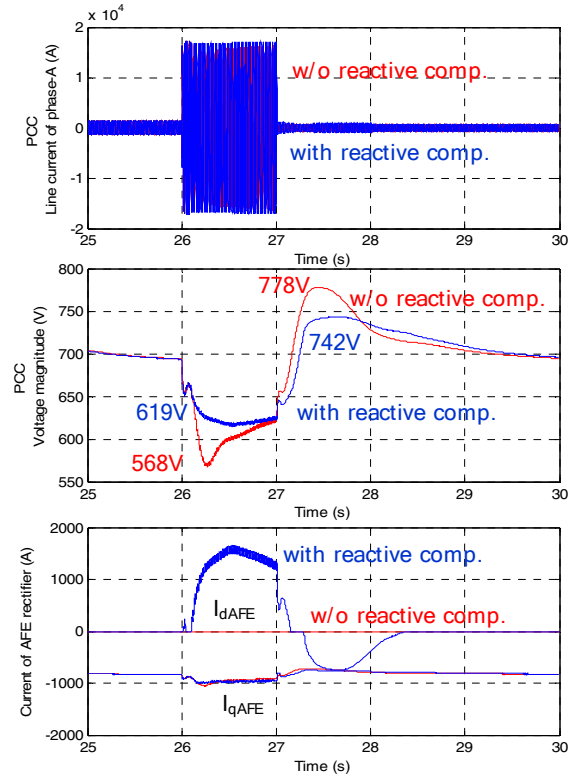 x 10⁴
2
1
0
-1
-2
PCC
Line current of phase-A (A)
w/o reactive comp.
with reactive comp.
25 26 27 28 29 30
Time (s)
800
750
700
650
600
550
PCC
Voltage magnitude (V)
778V
w/o reactive comp.
742V
619V
with reactive comp.
568V
25 26 27 28 29 30
Time (s)
2000
1000
0
-1000
-2000
Current of AFE rectifier (A)
with reactive comp.
IdAFE
w/o reactive comp.
IqAFE
25 26 27 28 29 30
Time (s)